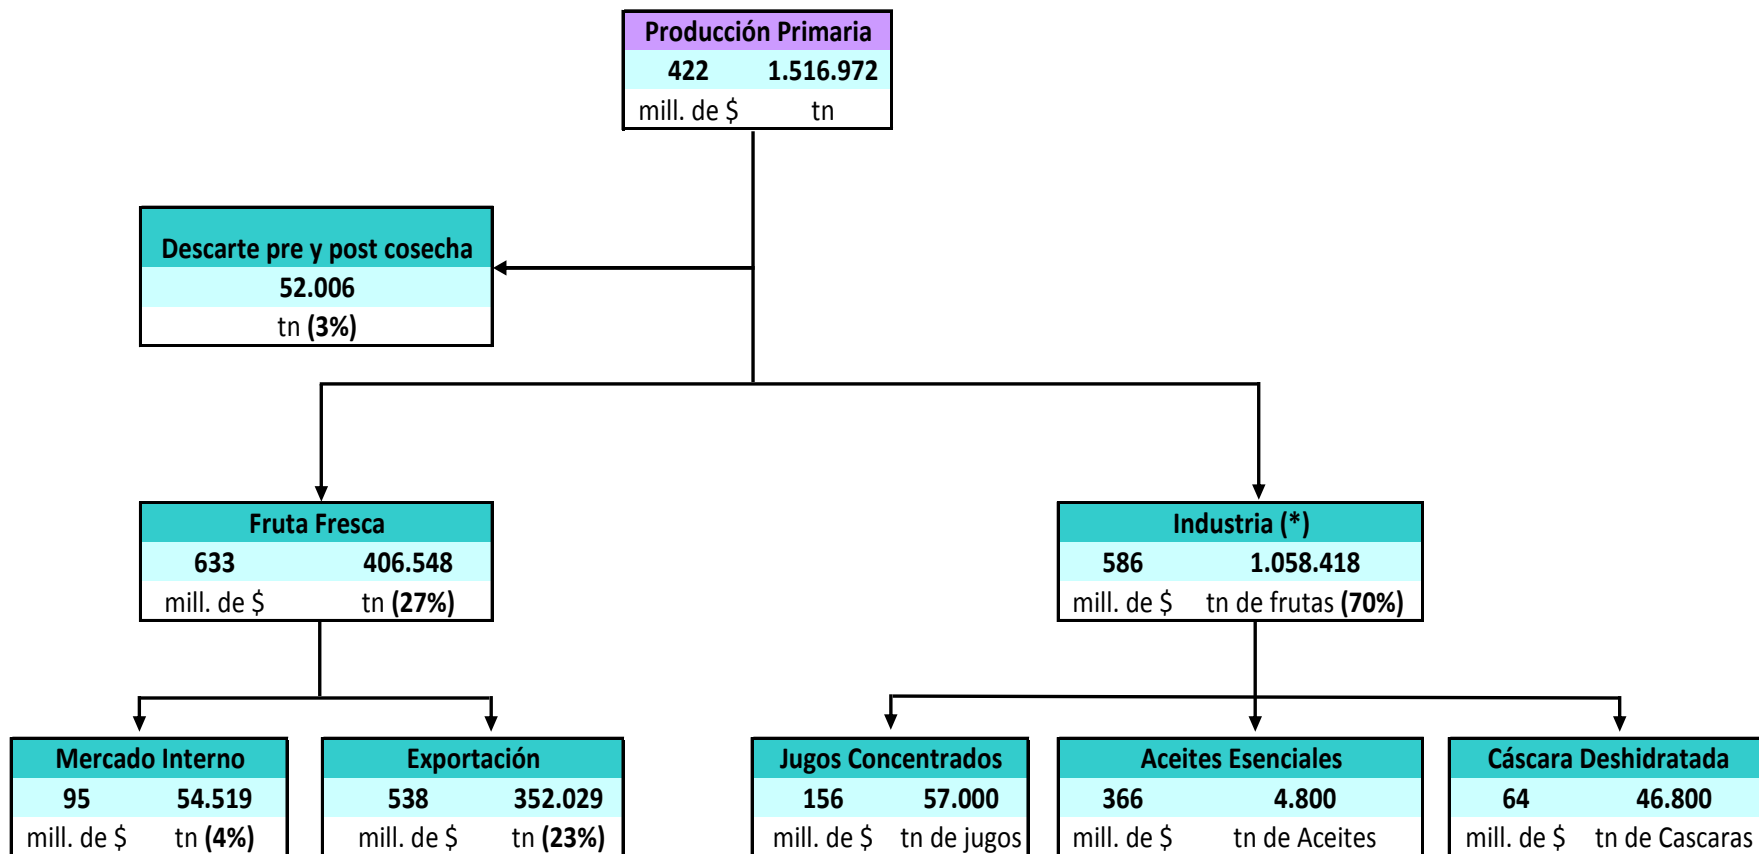 Producción Primaria
422 1.516.972
mill. de $ tn
Descarte pre y post cosecha
52.006
tn (3%)
Fruta Fresca
633 406.548
mill. de $ tn (27%)
Industria (*)
586 1.058.418
mill. de $ tn de frutas (70%)
Mercado Interno
95 54.519
mill. de $ tn (4%)
Exportación
538 352.029
mill. de $ tn (23%)
Jugos Concentrados
156 57.000
mill. de $ tn de jugos
Aceites Esenciales
366 4.800
mill. de $ tn de Aceites
Cáscara Deshidratada
64 46.800
mill. de $ tn de Cascaras